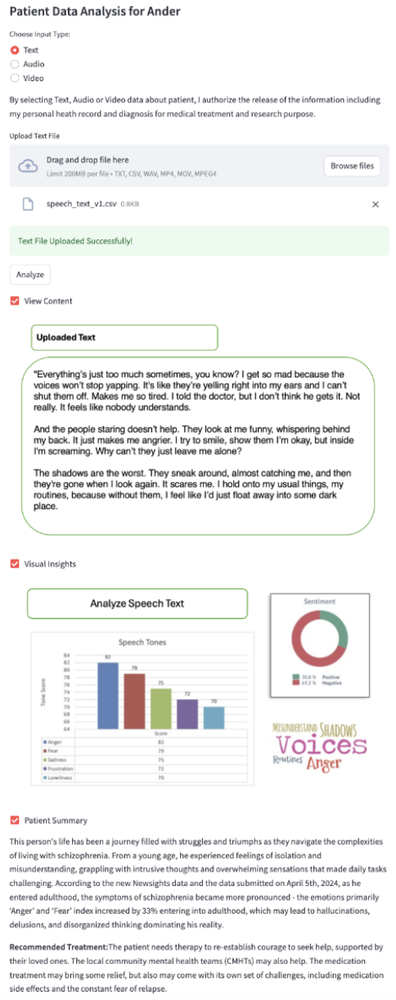 Patient Data Analysis for Ander
Choose Input Type:
Text
Audio
Video
By selecting Text, Audio or Video data about patient, I authorize the release of the information including
my personal heath record and diagnosis for medical treatment and research purpose.
Upload Text File
Drag and drop file here
Limit 200MB per file • TXT, CSV, WAV, MP4, MOV, MPEG4
Browse files
speech_text_v1.csv 0.8KB
Text File Uploaded Successfully!
Analyze
View Content
Uploaded Text
"Everything's just too much sometimes, you know? I get so mad because the
voices won't stop yapping. It's like they're yelling right into my ears and I can't
shut them off. Makes me so tired. I told the doctor, but I don't think he gets it. Not
really. It feels like nobody understands.
And the people staring doesn't help. They look at me funny, whispering behind
my back. It just makes me angrier. I try to smile, show them I'm okay, but inside
I'm screaming. Why can't they just leave me alone?
The shadows are the worst. They sneak around, almost catching me, and then
they're gone when I look again. It scares me. I hold onto my usual things, my
routines, because without them, I feel like I'd just float away into some dark
place.
Visual Insights
Analyze Speech Text
Speech Tones
Tone Score
84
82
80
78
76
74
72
70
68
66
64
82
79
75
72
70
Score
Anger 82
Fear 79
Sadness 75
Frustration 72
Loneliness 70
Sentiment
30.8 % Positive
69.2 % Negative
Misunderstand Shadows
Voices
Routines Anger
Patient Summary
This person's life has been a journey filled with struggles and triumphs as they navigate the complexities
of living with schizophrenia. From a young age, he experienced feelings of isolation and
misunderstanding, grappling with intrusive thoughts and overwhelming sensations that made daily tasks
challenging. According to the new Newsights data and the data submitted on April 5th, 2024, as he
entered adulthood, the symptoms of schizophrenia became more pronounced - the emotions primarily
'Anger' and 'Fear' index increased by 33% entering into adulthood, which may lead to hallucinations,
delusions, and disorganized thinking dominating his reality.
Recommended Treatment:The patient needs therapy to re-establish courage to seek help, supported by
their loved ones. The local community mental health teams (CMHTs) may also help. The medication
treatment may bring some relief, but also may come with its own set of challenges, including medication
side effects and the constant fear of relapse.